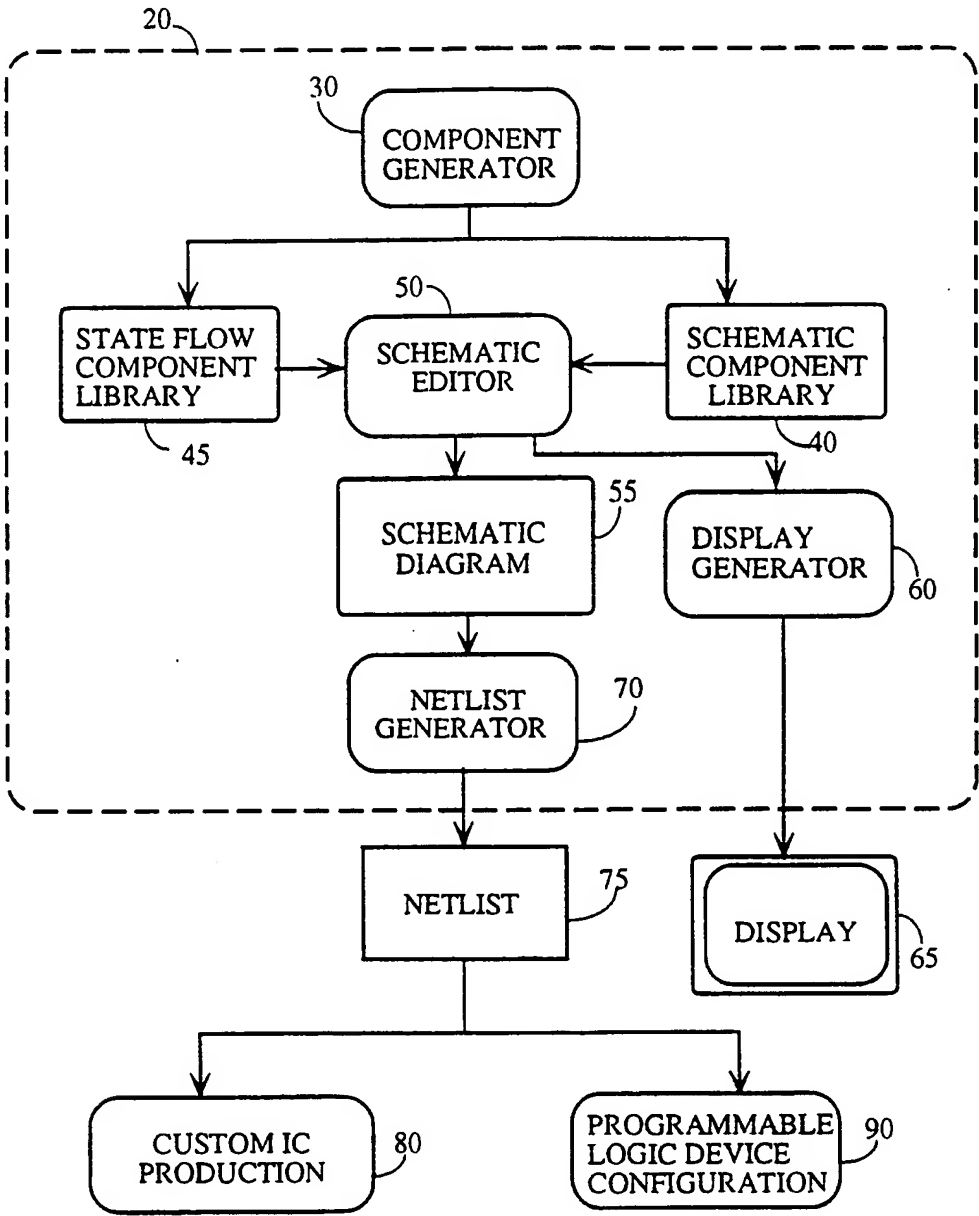 20
30
COMPONENT
GENERATOR
50
STATE FLOW
COMPONENT
LIBRARY
45
SCHEMATIC
EDITOR
SCHEMATIC
COMPONENT
LIBRARY
40
55
SCHEMATIC
DIAGRAM
DISPLAY
GENERATOR
60
70
NETLIST
GENERATOR
75
NETLIST
DISPLAY
65
CUSTOM IC
PRODUCTION
80
PROGRAMMABLE
LOGIC DEVICE
CONFIGURATION
90